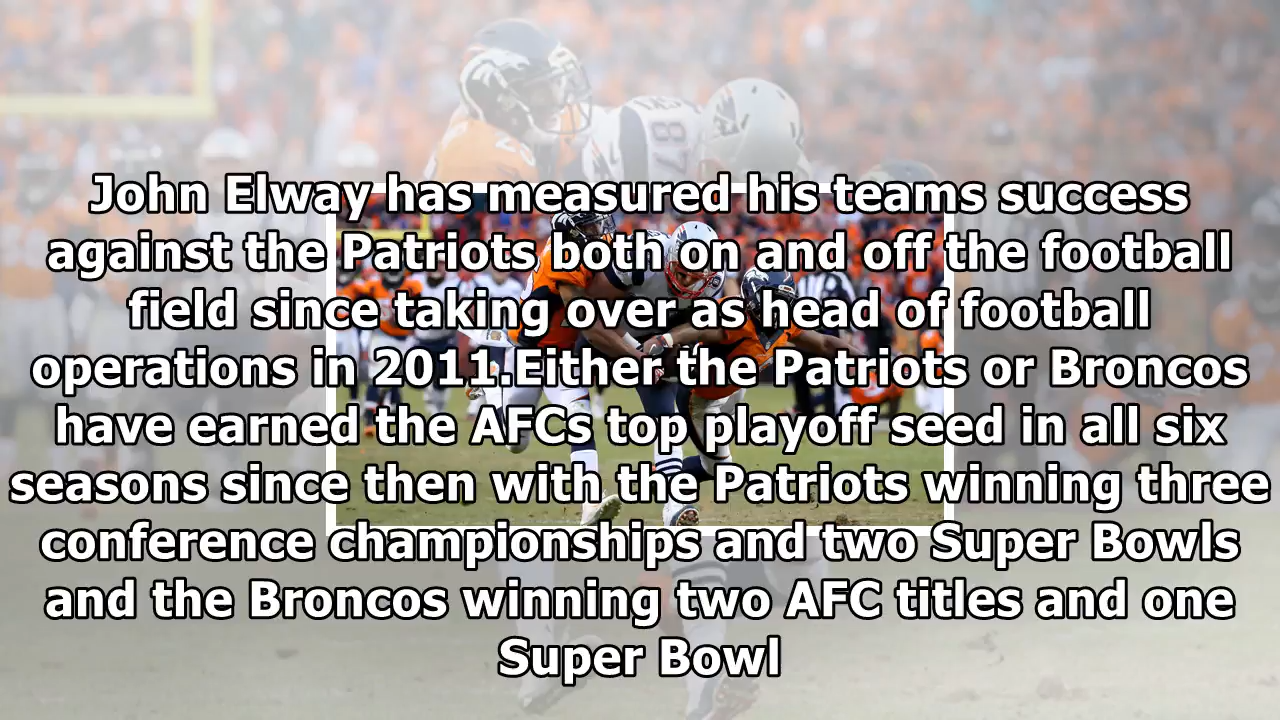 John Elway has measured his teams success
against the Patriots both on and off the football
field since taking over as head of football
operations in 2011.Either the Patriots or Broncos
have earned the AFCs top playoff seed in all six
seasons since then with the Patriots winning three
conference championships and two Super Bowls
and the Broncos winning two AFC titles and one
Super Bowl